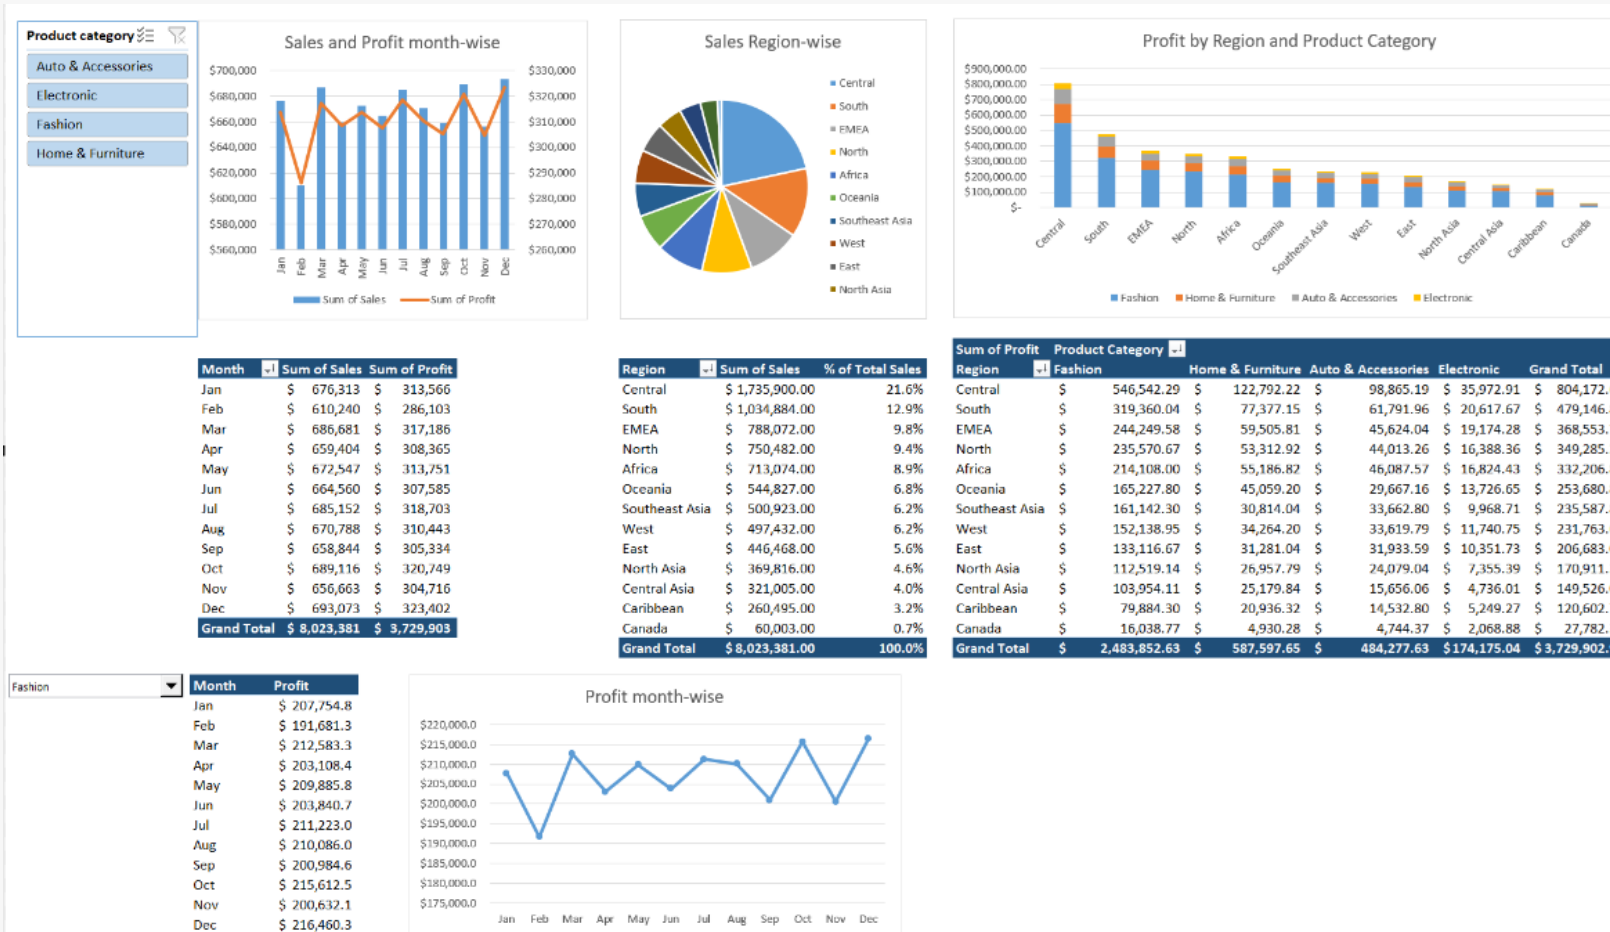 Product category
Auto & Accessories
Electronic
Fashion
Home & Furniture
Sales and Profit month-wise
$700,000 $330,000
$680,000 $320,000
$660,000 $310,000
$640,000 $300,000
$620,000 $290,000
$600,000 $280,000
$580,000 $270,000
$560,000 $260,000
Jan Feb Mar Apr May Jun Jul Aug Sep Oct Nov Dec
Sum of Sales Sum of Profit
Sales Region-wise
Central
South
EMEA
North
Africa
Oceania
Southeast Asia
West
East
North Asia
Profit by Region and Product Category
$900,000.00
$800,000.00
$700,000.00
$600,000.00
$500,000.00
$400,000.00
$300,000.00
$200,000.00
$100,000.00
$-
Central South EMEA North Africa Oceania Southeast Asia West East North Asia Central Asia Caribbean Canada
Fashion Home & Furniture Auto & Accessories Electronic
Month Sum of Sales Sum of Profit
Jan $ 676,313 $ 313,566
Feb $ 610,240 $ 286,103
Mar $ 686,681 $ 317,186
Apr $ 659,404 $ 308,365
May $ 672,547 $ 313,751
Jun $ 664,560 $ 307,585
Jul $ 685,152 $ 318,703
Aug $ 670,788 $ 310,443
Sep $ 658,844 $ 305,334
Oct $ 689,116 $ 320,749
Nov $ 656,663 $ 304,716
Dec $ 693,073 $ 323,402
Grand Total $ 8,023,381 $ 3,729,903
Region Sum of Sales % of Total Sales
Central $ 1,735,900.00 21.6%
South $ 1,034,884.00 12.9%
EMEA $ 788,072.00 9.8%
North $ 750,482.00 9.4%
Africa $ 713,074.00 8.9%
Oceania $ 544,827.00 6.8%
Southeast Asia $ 500,923.00 6.2%
West $ 497,432.00 6.2%
East $ 446,468.00 5.6%
North Asia $ 369,816.00 4.6%
Central Asia $ 321,005.00 4.0%
Caribbean $ 260,495.00 3.2%
Canada $ 60,003.00 0.7%
Grand Total $ 8,023,381.00 100.0%
Sum of Profit Product Category
Region Fashion Home & Furniture Auto & Accessories Electronic Grand Total
Central $ 546,542.29 $ 122,792.22 $ 98,865.19 $ 35,972.91 $ 804,172.
South $ 319,360.04 $ 77,377.15 $ 61,791.96 $ 20,617.67 $ 479,146.
EMEA $ 244,249.58 $ 59,505.81 $ 45,624.04 $ 19,174.28 $ 368,553.
North $ 235,570.67 $ 53,312.92 $ 44,013.26 $ 16,388.36 $ 349,285.
Africa $ 214,108.00 $ 55,186.82 $ 46,087.57 $ 16,824.43 $ 332,206.
Oceania $ 165,227.80 $ 45,059.20 $ 29,667.16 $ 13,726.65 $ 253,680.
Southeast Asia $ 161,142.30 $ 30,814.04 $ 33,662.80 $ 9,968.71 $ 235,587.
West $ 152,138.95 $ 34,264.20 $ 33,619.79 $ 11,740.75 $ 231,763.
East $ 133,116.67 $ 31,281.04 $ 31,933.59 $ 10,351.73 $ 206,683.
North Asia $ 112,519.14 $ 26,957.79 $ 24,079.04 $ 7,355.39 $ 170,911.
Central Asia $ 103,954.11 $ 25,179.84 $ 15,656.06 $ 4,736.01 $ 149,526.
Caribbean $ 79,884.30 $ 20,936.32 $ 14,532.80 $ 5,249.27 $ 120,602.
Canada $ 16,038.77 $ 4,930.28 $ 4,744.37 $ 2,068.88 $ 27,782.
Grand Total $ 2,483,852.63 $ 587,597.65 $ 484,277.63 $ 174,175.04 $ 3,729,902.
Fashion
Month Profit
Jan $ 207,754.8
Feb $ 191,681.3
Mar $ 212,583.3
Apr $ 203,108.4
May $ 209,885.8
Jun $ 203,840.7
Jul $ 211,223.0
Aug $ 210,086.0
Sep $ 200,984.6
Oct $ 215,612.5
Nov $ 200,632.1
Dec $ 216,460.3
Profit month-wise
$220,000.0
$215,000.0
$210,000.0
$205,000.0
$200,000.0
$195,000.0
$190,000.0
$185,000.0
$180,000.0
$175,000.0
Jan Feb Mar Apr May Jun Jul Aug Sep Oct Nov Dec